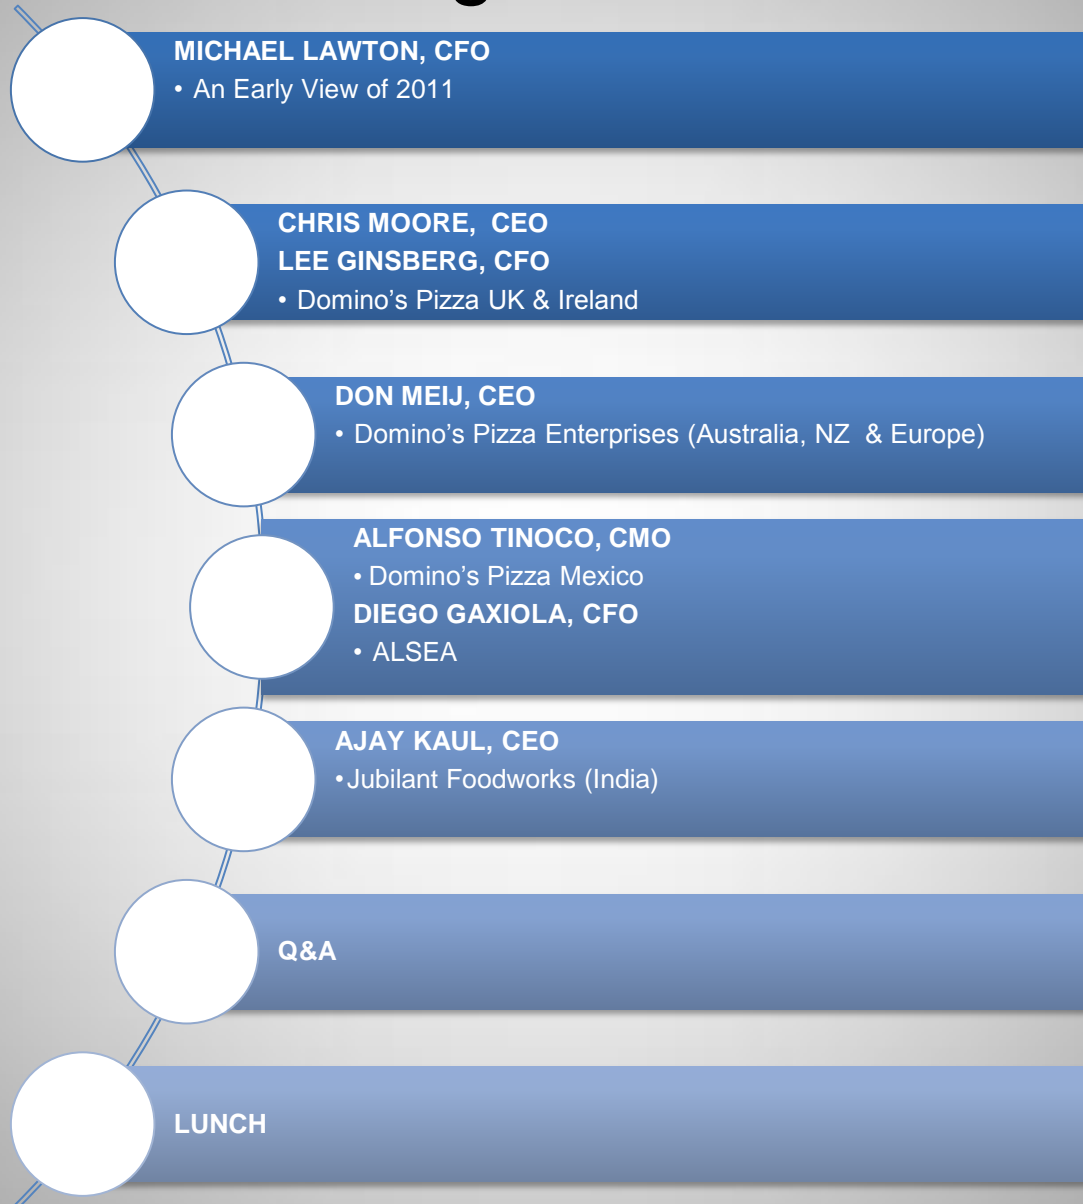 MICHAEL LAWTON, CFO
• An Early View of 2011
CHRIS MOORE, CEO
LEE GINSBERG, CFO
• Domino's Pizza UK & Ireland
DON MEIJ, CEO
• Domino's Pizza Enterprises (Australia, NZ & Europe)
ALFONSO TINOCO, CMO
• Domino's Pizza Mexico
DIEGO GAXIOLA, CFO
• ALSEA
AJAY KAUL, CEO
• Jubilant Foodworks (India)
Q&A
LUNCH